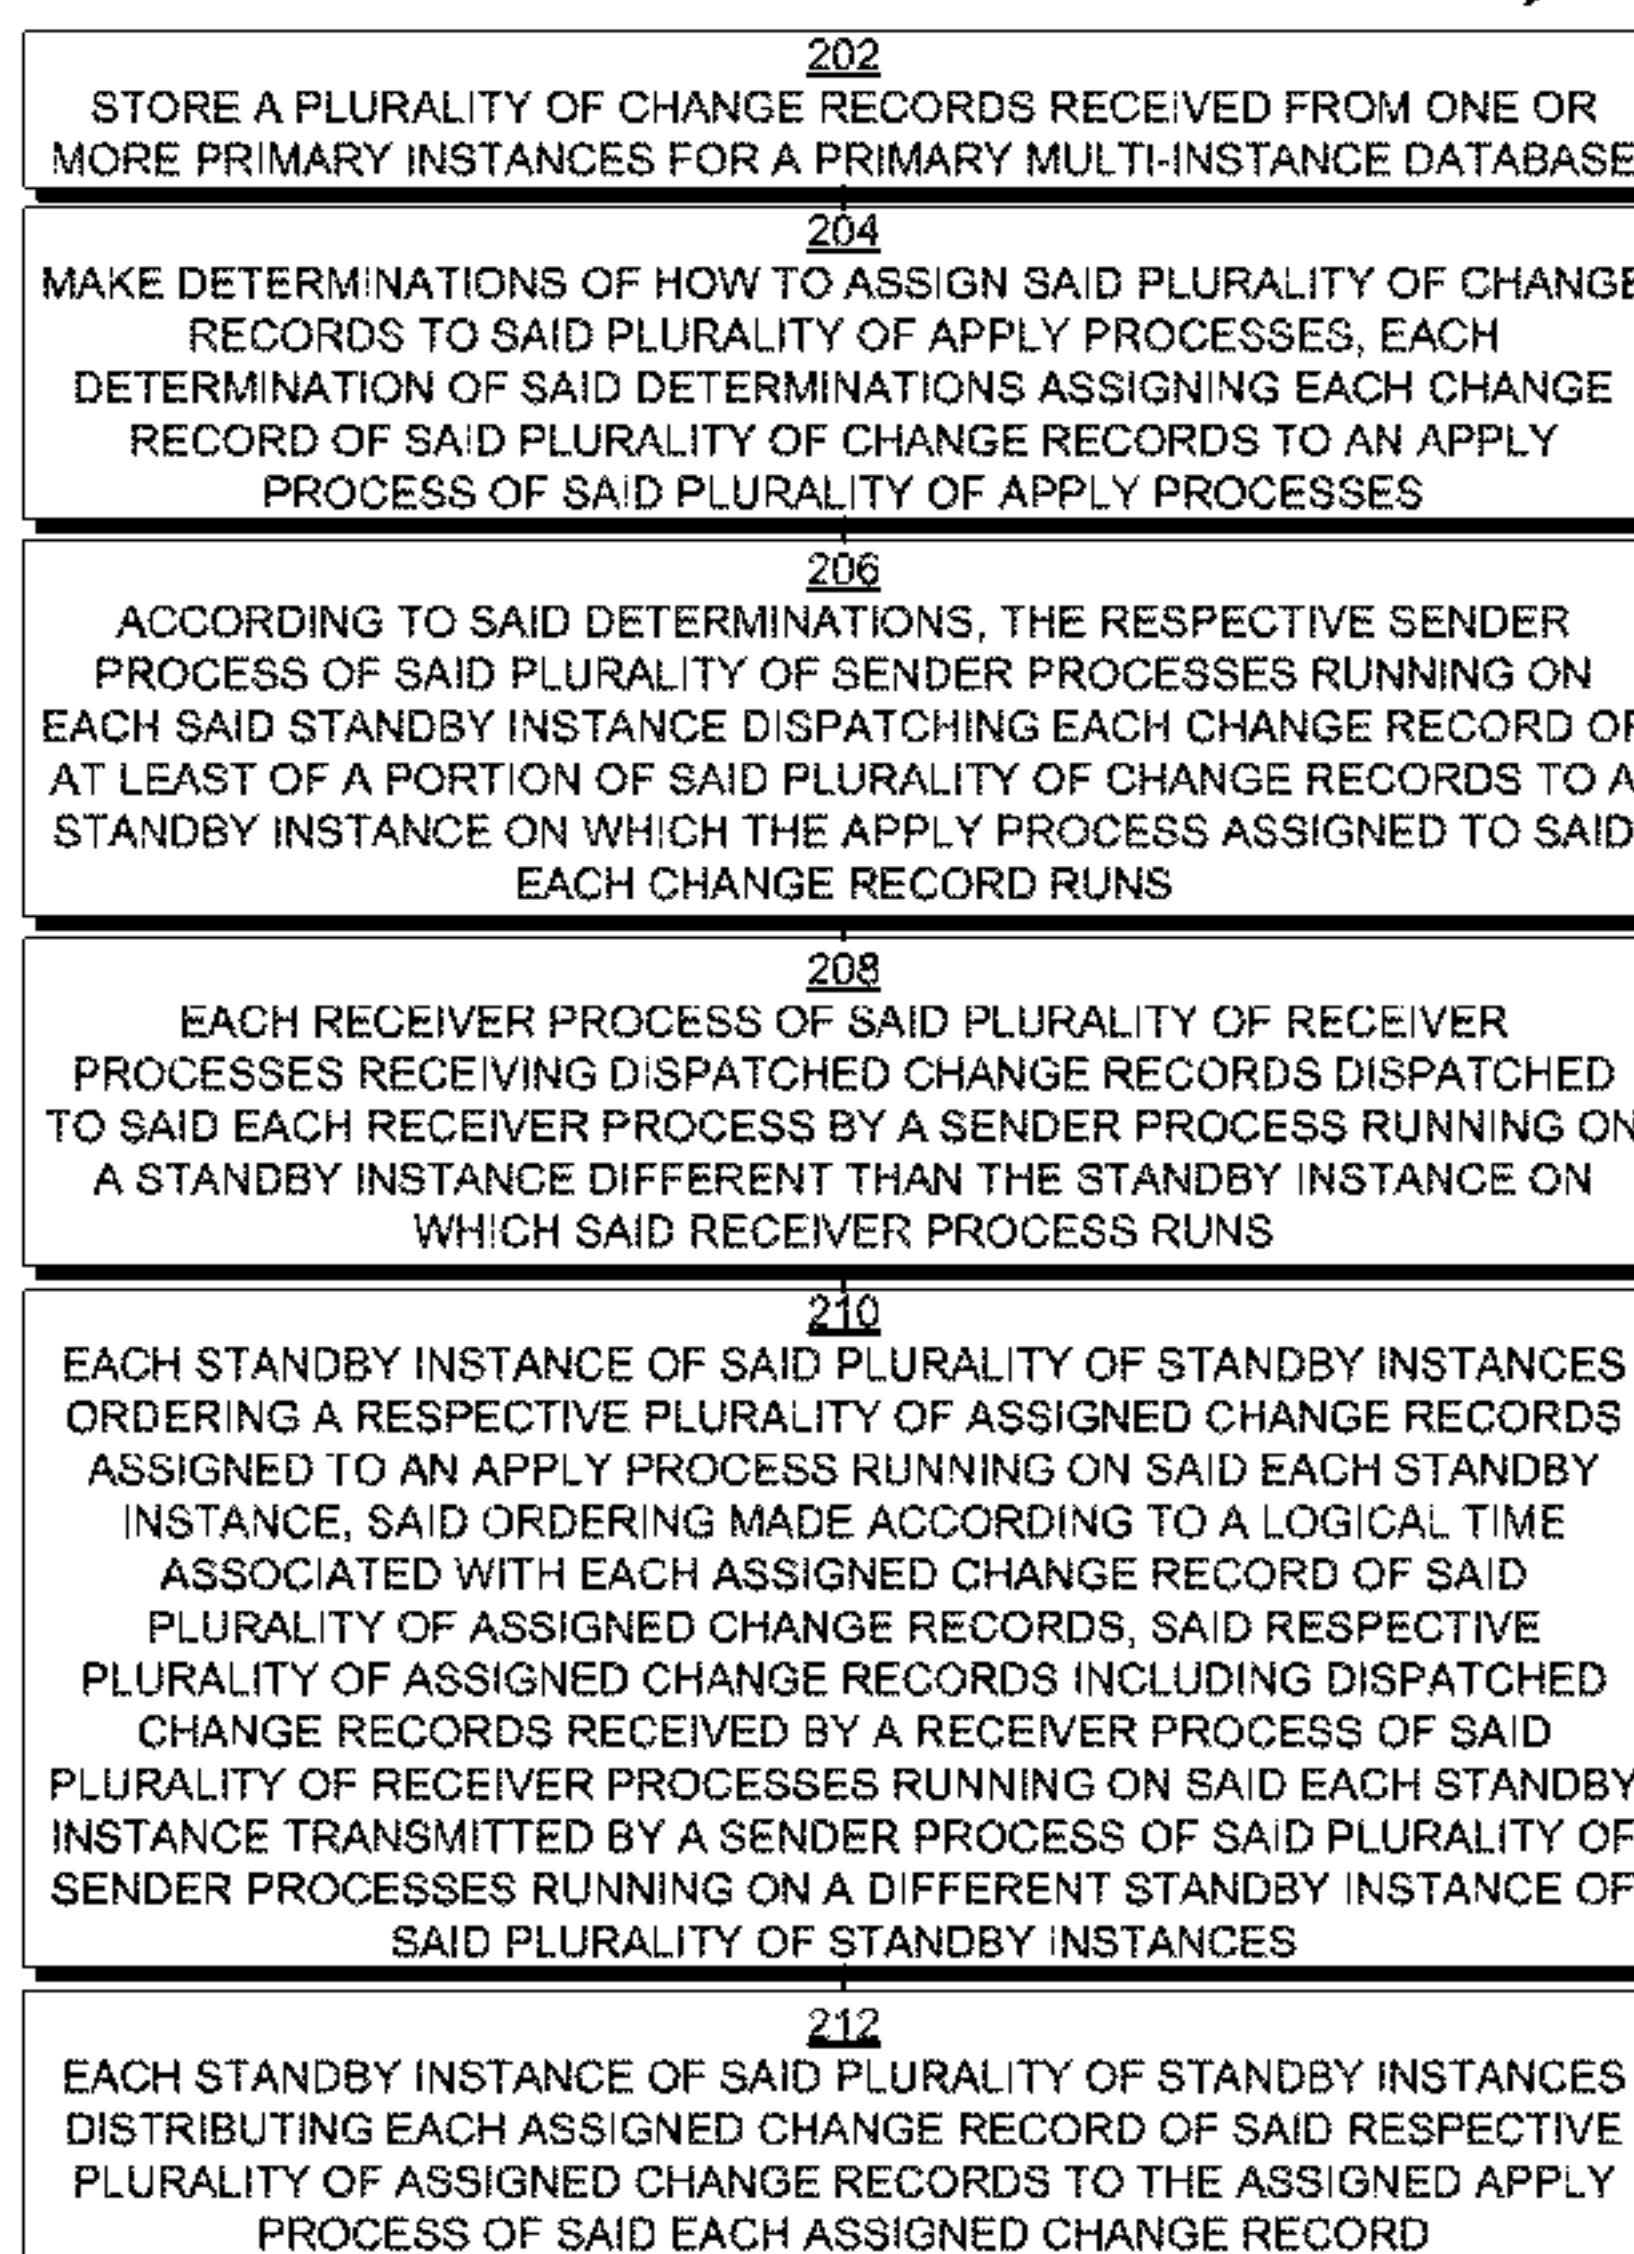 202
STORE A PLURALITY OF CHANGE RECORDS RECEIVED FROM ONE OR
MORE PRIMARY INSTANCES FOR A PRIMARY MULTI-INSTANCE DATABASE
204
MAKE DETERMINATIONS OF HOW TO ASSIGN SAID PLURALITY OF CHANGE
RECORDS TO SAID PLURALITY OF APPLY PROCESSES, EACH
DETERMINATION OF SAID DETERMINATIONS ASSIGNING EACH CHANGE
RECORD OF SAID PLURALITY OF CHANGE RECORDS TO AN APPLY
PROCESS OF SAID PLURALITY OF APPLY PROCESSES
206
ACCORDING TO SAID DETERMINATIONS, THE RESPECTIVE SENDER
PROCESS OF SAID PLURALITY OF SENDER PROCESSES RUNNING ON
EACH SAID STANDBY INSTANCE DISPATCHING EACH CHANGE RECORD OF
AT LEAST OF A PORTION OF SAID PLURALITY OF CHANGE RECORDS TO A
STANDBY INSTANCE ON WHICH THE APPLY PROCESS ASSIGNED TO SAID
EACH CHANGE RECORD RUNS
208
EACH RECEIVER PROCESS OF SAID PLURALITY OF RECEIVER
PROCESSES RECEIVING DISPATCHED CHANGE RECORDS DISPATCHED
TO SAID EACH RECEIVER PROCESS BY A SENDER PROCESS RUNNING ON
A STANDBY INSTANCE DIFFERENT THAN THE STANDBY INSTANCE ON
WHICH SAID RECEIVER PROCESS RUNS
210
EACH STANDBY INSTANCE OF SAID PLURALITY OF STANDBY INSTANCES
ORDERING A RESPECTIVE PLURALITY OF ASSIGNED CHANGE RECORDS
ASSIGNED TO AN APPLY PROCESS RUNNING ON SAID EACH STANDBY
INSTANCE, SAID ORDERING MADE ACCORDING TO A LOGICAL TIME
ASSOCIATED WITH EACH ASSIGNED CHANGE RECORD OF SAID
PLURALITY OF ASSIGNED CHANGE RECORDS, SAID RESPECTIVE
PLURALITY OF ASSIGNED CHANGE RECORDS INCLUDING DISPATCHED
CHANGE RECORDS RECEIVED BY A RECEIVER PROCESS OF SAID
PLURALITY OF RECEIVER PROCESSES RUNNING ON SAID EACH STANDBY
INSTANCE TRANSMITTED BY A SENDER PROCESS OF SAID PLURALITY OF
SENDER PROCESSES RUNNING ON A DIFFERENT STANDBY INSTANCE OF
SAID PLURALITY OF STANDBY INSTANCES
212
EACH STANDBY INSTANCE OF SAID PLURALITY OF STANDBY INSTANCES
DISTRIBUTING EACH ASSIGNED CHANGE RECORD OF SAID RESPECTIVE
PLURALITY OF ASSIGNED CHANGE RECORDS TO THE ASSIGNED APPLY
PROCESS OF SAID EACH ASSIGNED CHANGE RECORD